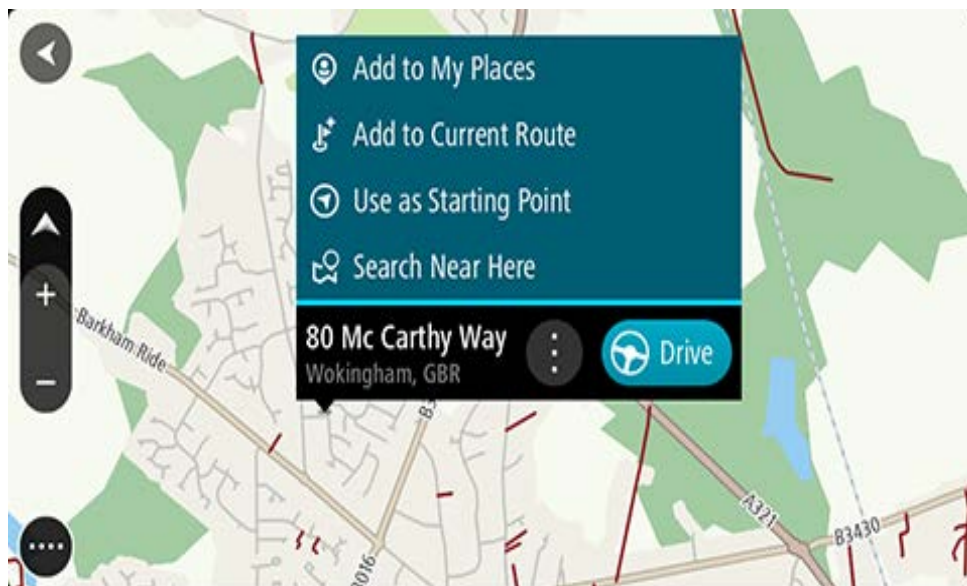 Add to My Places
Add to Current Route
Use as Starting Point
Search Near Here
80 Mc Carthy Way
Wokingham, GBR
Drive
Barkham Ride
A321
B3430